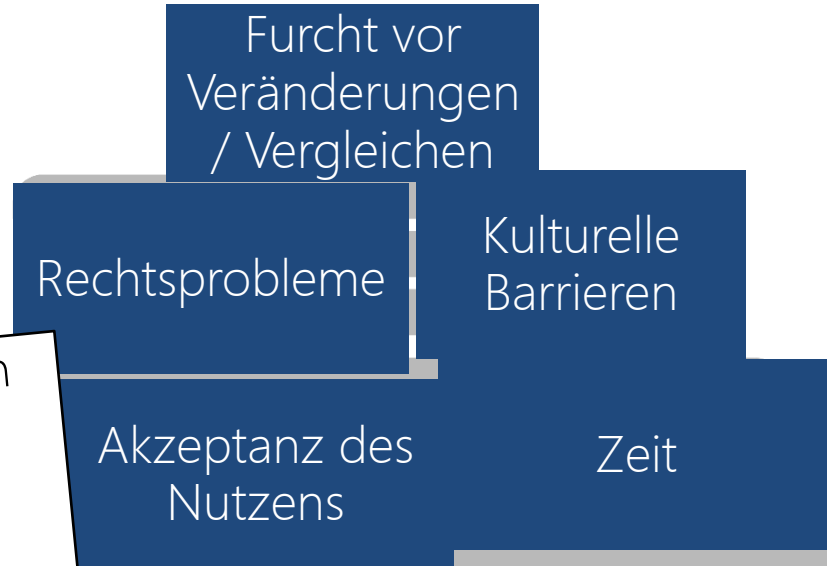 Furcht vor
Veränderungen
/ Vergleichen
Rechtsprobleme
Kulturelle
Barrieren
Akzeptanz des
Nutzens
Zeit